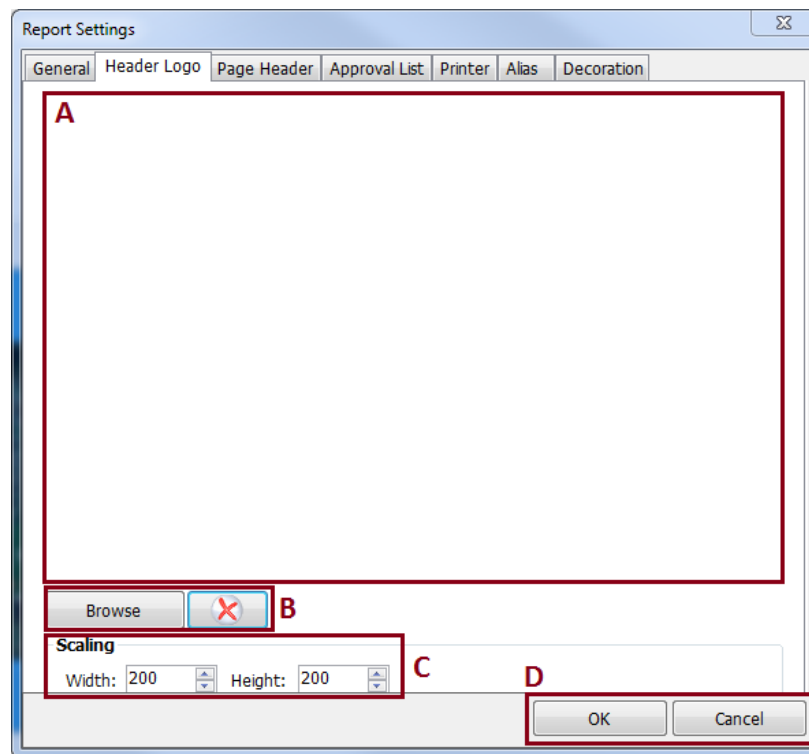 Report Settings
General Header Logo Page Header Approval List Printer Alias Decoration
A
Browse B
Scaling
Width: 200 Height: 200 C
D
OK Cancel